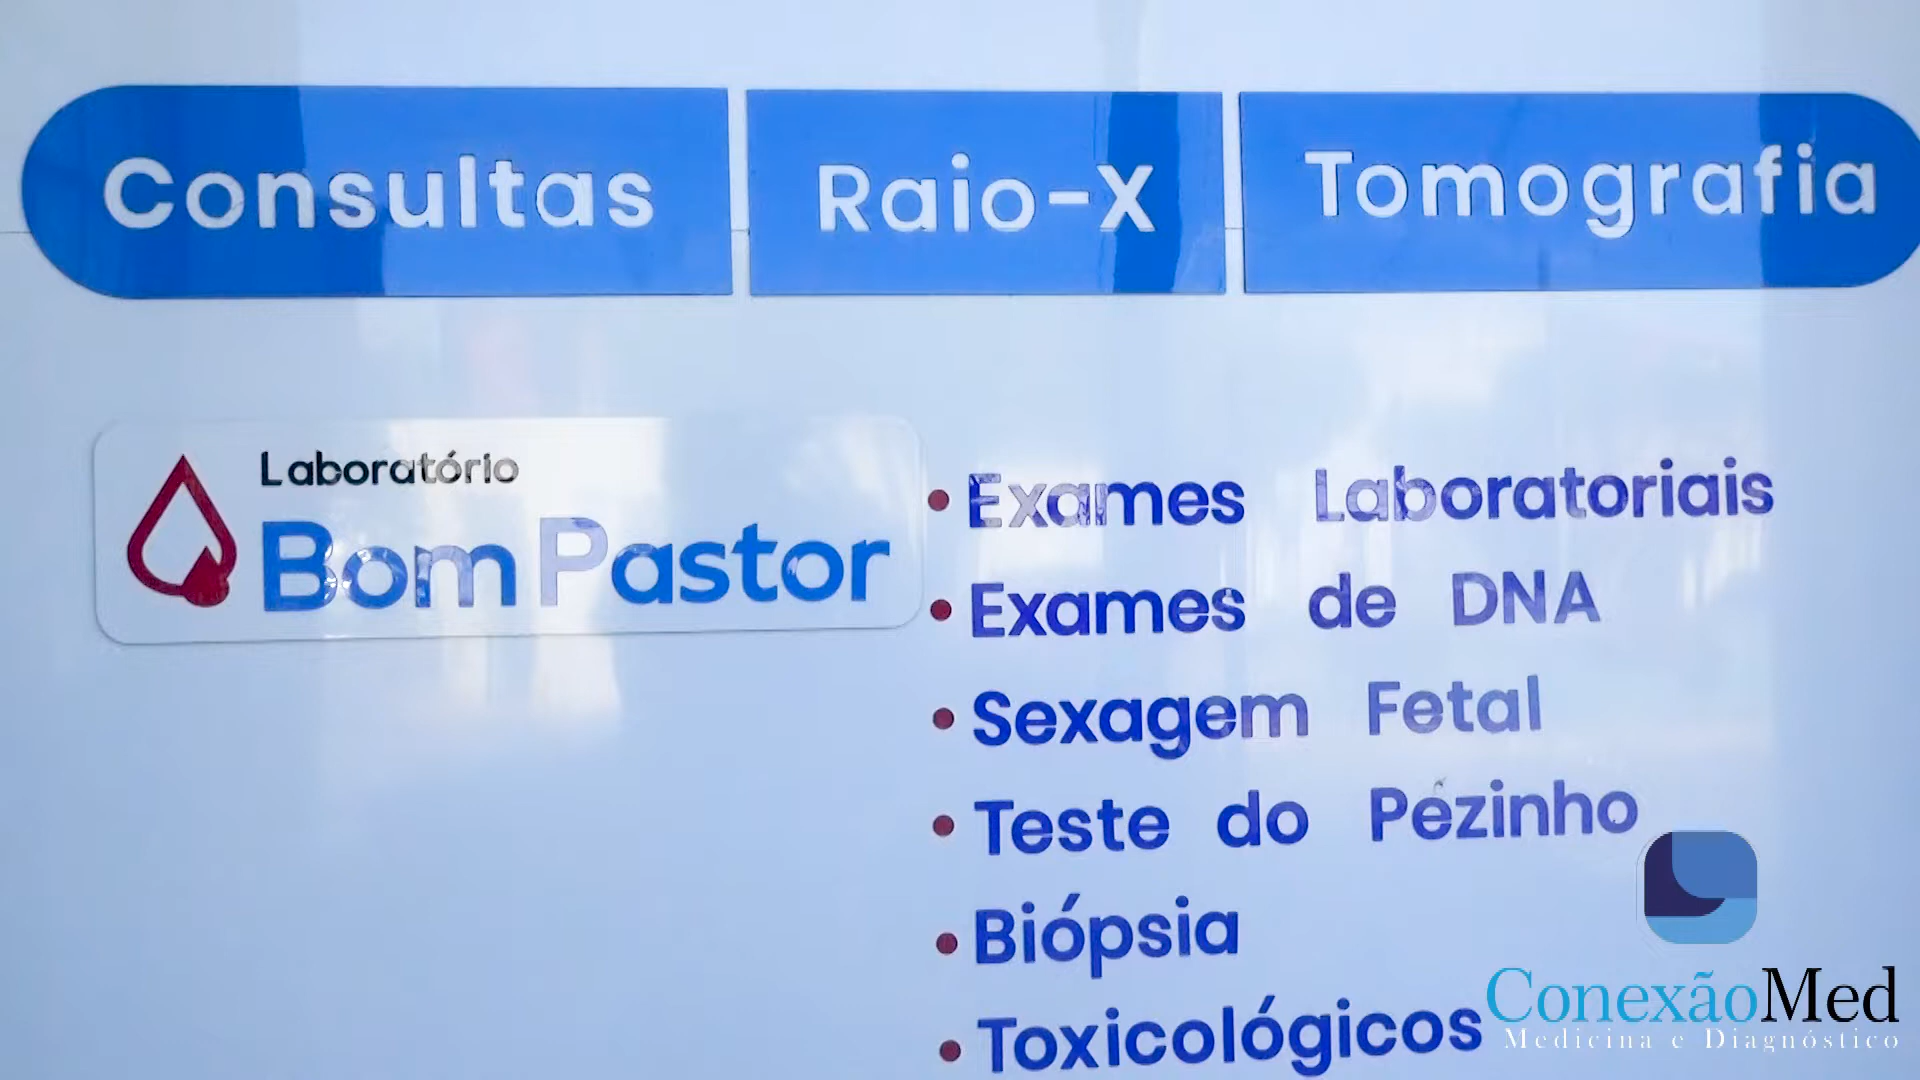 Consultas Raio-X Tomografia
Laboratório
Bom Pastor
• Exames Laboratoriais
• Exames de DNA
• Sexagem Fetal
• Teste do Pézinho
• Biópsia
• Toxicológicos
ConexãoMed
Medicina e Diagnóstico